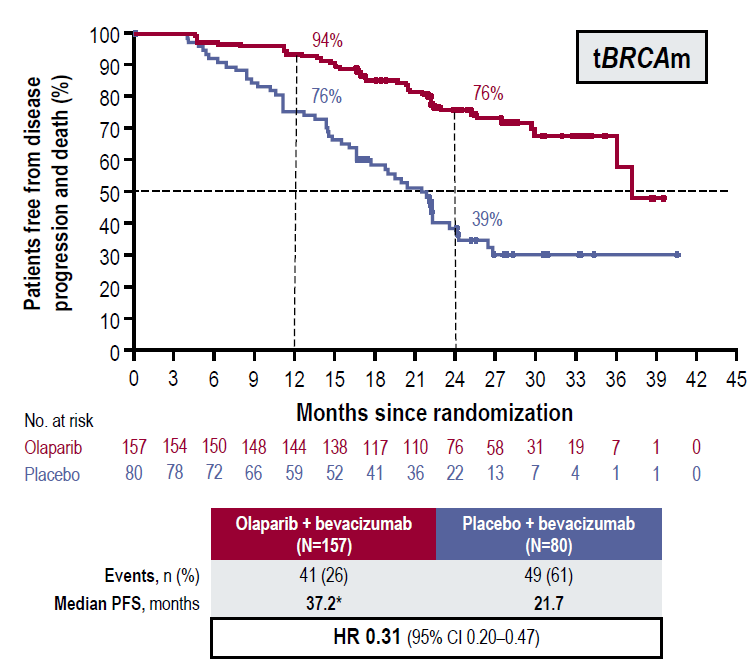 tBRCAm
Patients free from disease
progression and death (%)
100
90
80
70
60
50
40
30
20
10
0
94%
76%
76%
39%
0 3 6 9 12 15 18 21 24 27 30 33 36 39 42 45
Months since randomization
No. at risk
Olaparib 157 154 150 148 144 138 117 110 76 58 31 19 7 1 0
Placebo 80 78 72 66 59 52 41 36 22 13 7 4 1 1 0
Olaparib + bevacizumab Placebo + bevacizumab
(N=157) (N=80)
Events, n (%) 41 (26) 49 (61)
Median PFS, months 37.2* 21.7
HR 0.31 (95% CI 0.20–0.47)